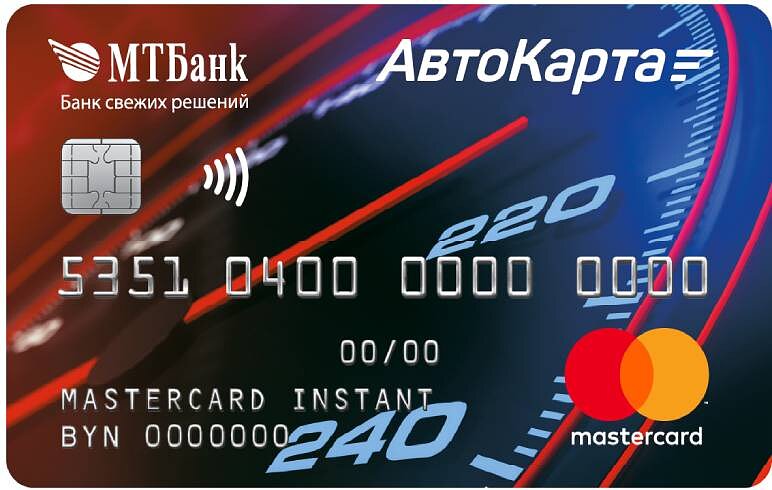 МТБанк
Банк свежих решений
АвтоКарта
220
5351 0400 0000 0000
00/00
MASTERCARD INSTANT
BYN 0000000
240
mastercard